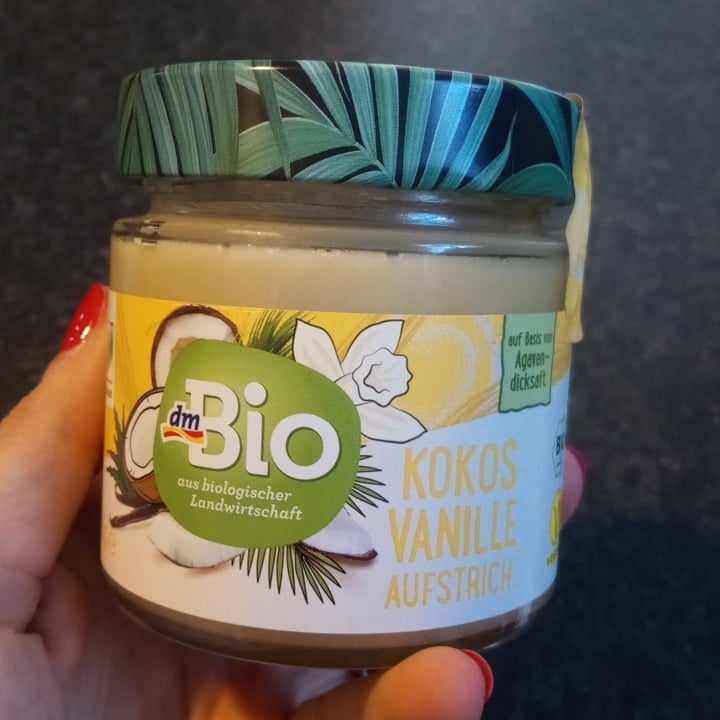 dm
Bio
aus biologischer
Landwirtschaft
auf Basis von
Agaven-
dicksaft
KOKOS
VANILLE
AUFSTRICH